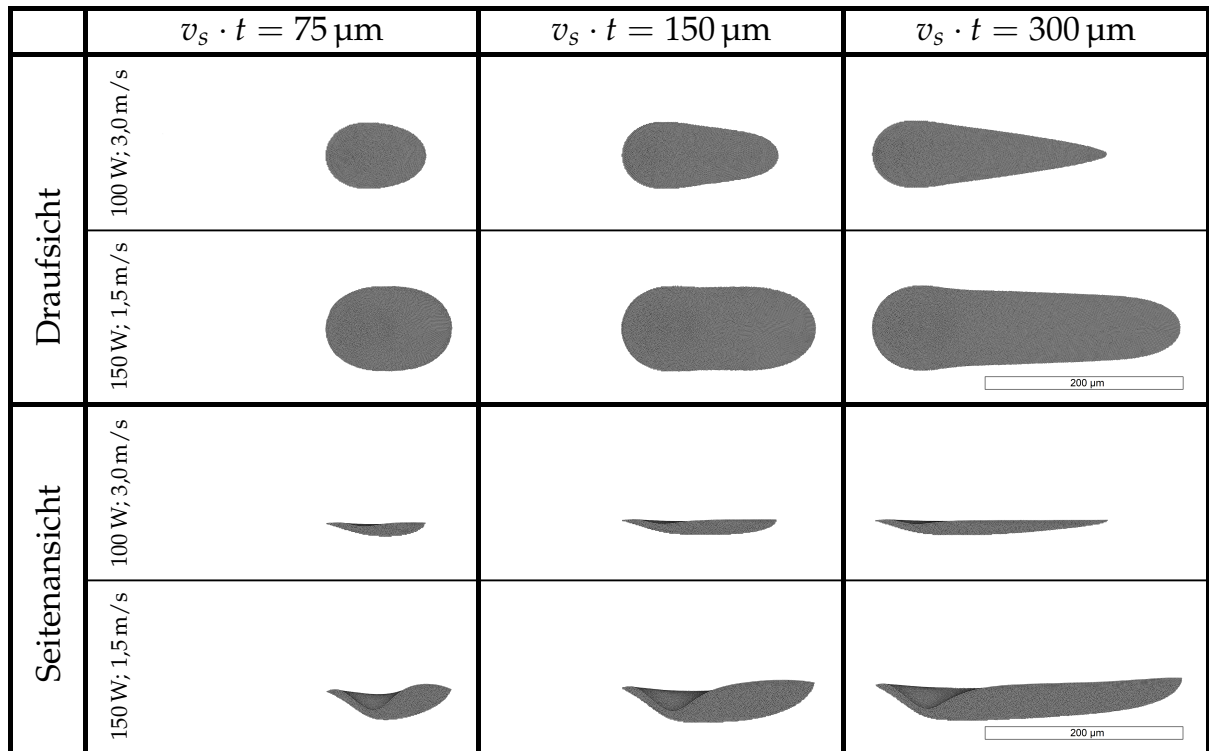 v_s · t = 75 µm
v_s · t = 150 µm
v_s · t = 300 µm
Draufsicht
100 W; 3,0 m/s
150 W; 1,5 m/s
200 µm
Seitenansicht
100 W; 3,0 m/s
150 W; 1,5 m/s
200 µm